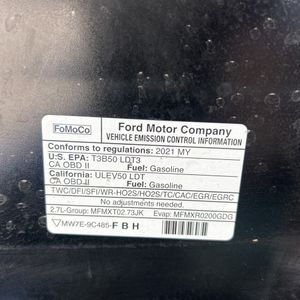 FoMoCo
Ford Motor Company
VEHICLE EMISSION CONTROL INFORMATION
Conforms to regulations: 2021 MY
U.S. EPA: T3B50 LDT3
CA OBD II Fuel: Gasoline
California: ULEV50 LDT
CA OBD II Fuel: Gasoline
TWC/DFI/SFI/WR-HO2S/HO2S/TC/CAC/EGR/EGRC
No adjustments needed.
2.7L-Group: MFMXT02.73JK Evap: MFMXR0200GDG
MW7E-9C485-FBH